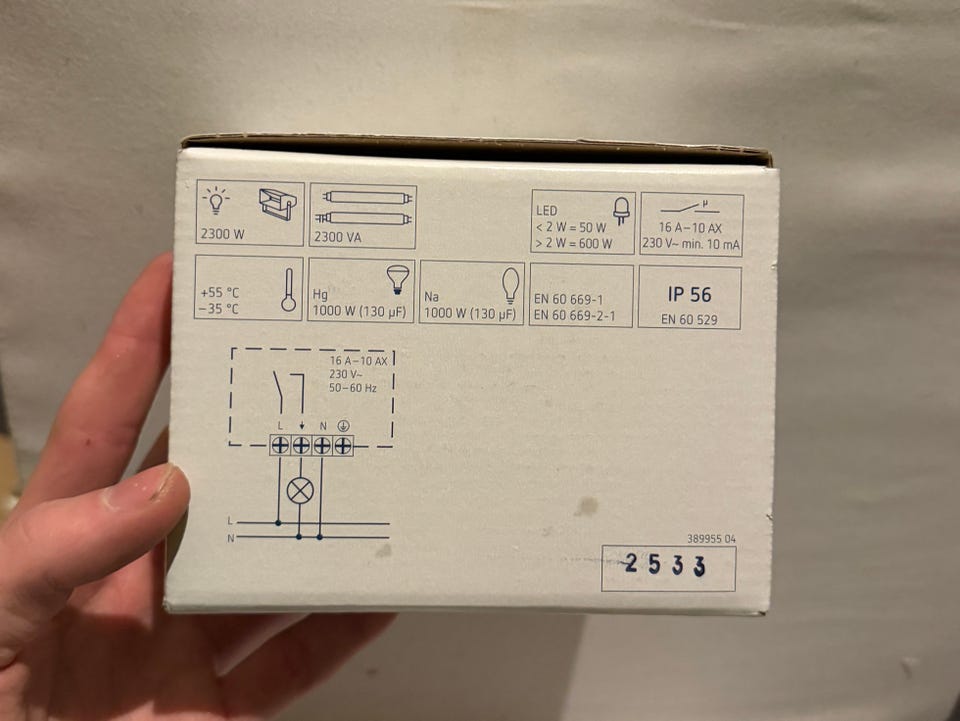 2300 W
2300 VA
LED
< 2 W = 50 W
> 2 W = 600 W
µ
16 A – 10 AX
230 V~ min. 10 mA
+55 °C
–35 °C
Hg
1000 W (130 µF)
Na
1000 W (130 µF)
EN 60 669-1
EN 60 669-2-1
IP 56
EN 60 529
16 A – 10 AX
230 V~
50–60 Hz
L N
L
N
389955 04
2533